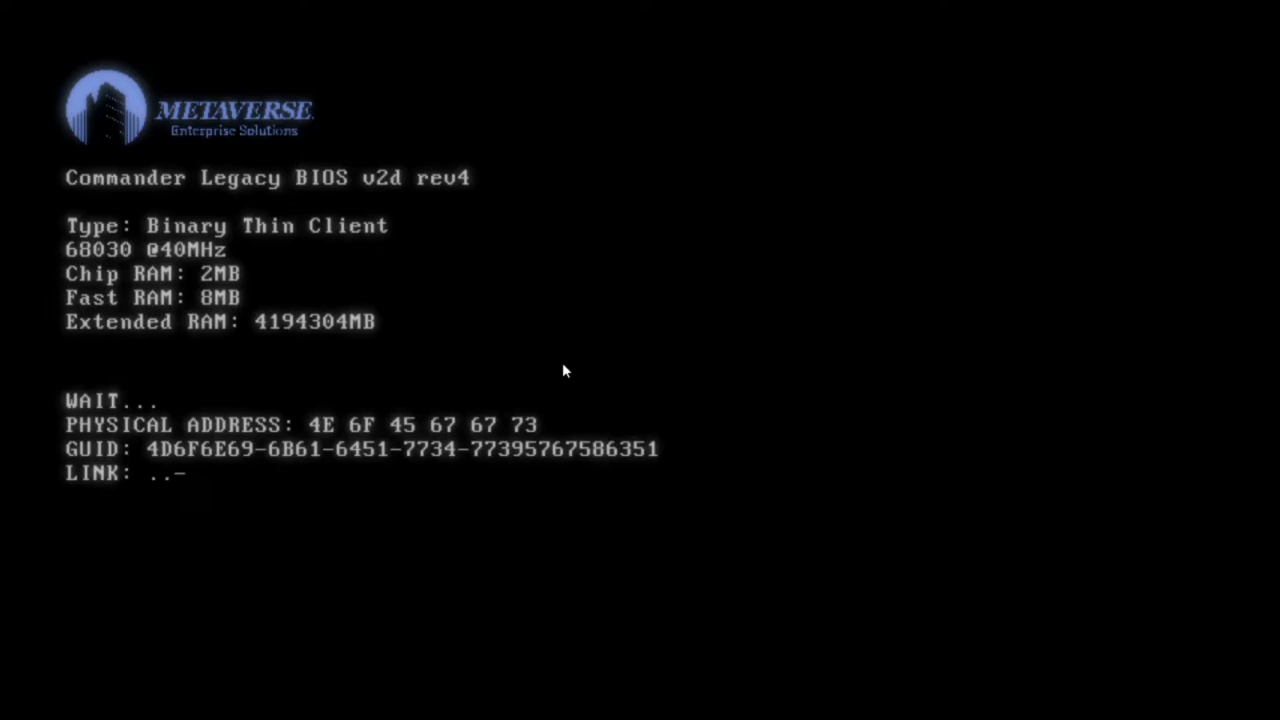 METAVERSE
Enterprise Solutions
Commander Legacy BIOS v2d rev4
Type: Binary Thin Client
68030 @40MHz
Chip RAM: 2MB
Fast RAM: 8MB
Extended RAM: 4194304MB
WAIT...
PHYSICAL ADDRESS: 4E 6F 45 67 67 73
GUID: 4D6F6E69-6B61-6451-7734-77395767586351
LINK: ..-